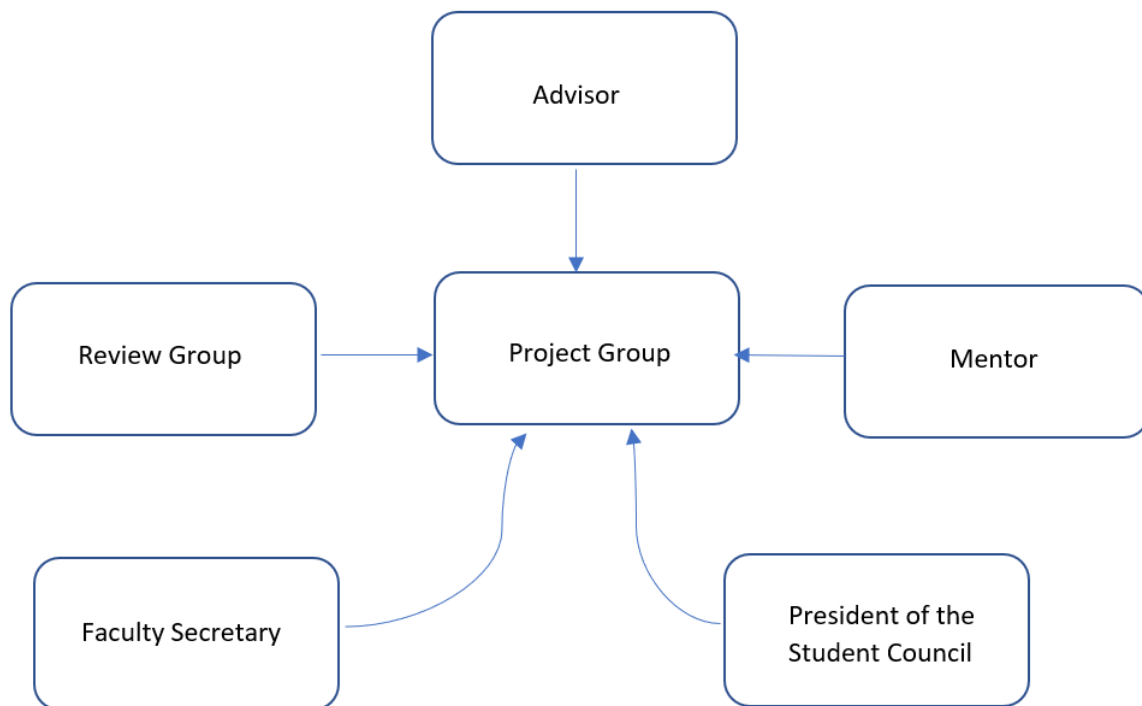 Advisor
Review Group
Project Group
Mentor
Faculty Secretary
President of the
Student Council